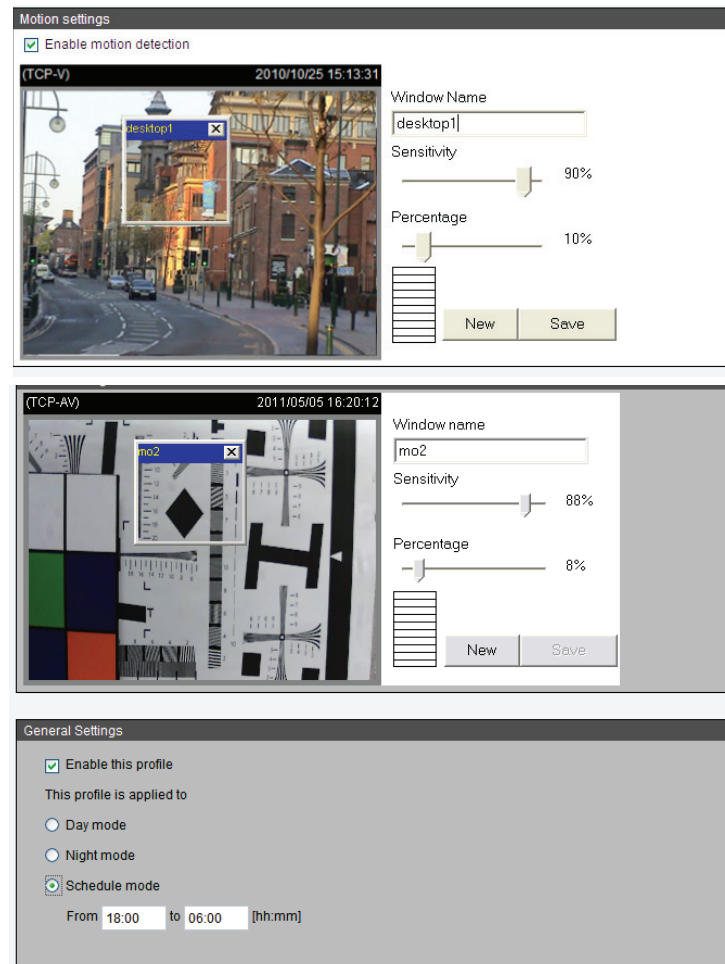 Motion settings
Enable motion detection
(TCP-V) 2010/10/25 15:13:31
desktop1
Window Name
desktop1
Sensitivity
90%
Percentage
10%
New Save
(TCP-AV) 2011/05/05 16:20:12
mo2
Window name
mo2
Sensitivity
88%
Percentage
8%
New Save
General Settings
Enable this profile
This profile is applied to
Day mode
Night mode
Schedule mode
From 18:00 to 06:00 [hh:mm]